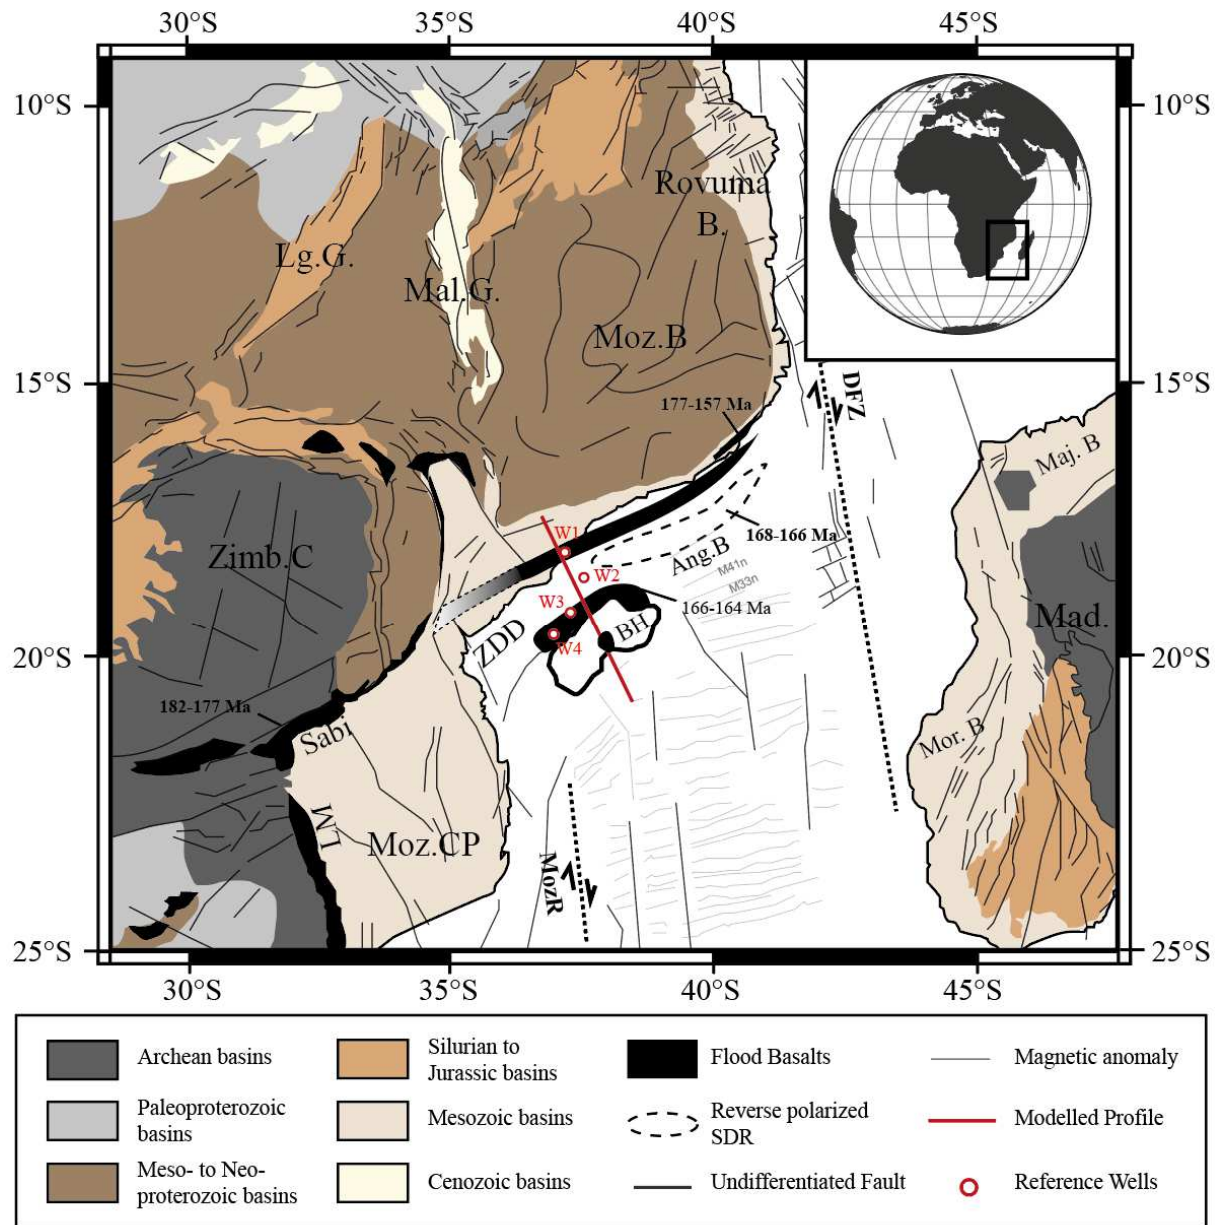 30°S 35°S 40°S 45°S
10°S 10°S
Rovuma
B.
Lg.G.
Mal.G.
Moz.B
15°S 15°S
DFZ
177-157 Ma
Maj. B
W1
168-166 Ma
Zimb.C
Ang.B
W2
M41n
M33n
W3
166-164 Ma
Mad.
BH
ZDD
W4
20°S 20°S
182-177 Ma
Sabi
Mor. B
LM
Moz.CP
MozR
25°S 25°S
30°S 35°S 40°S 45°S
Archean basins
Silurian to
Jurassic basins
Flood Basalts
Magnetic anomaly
Paleoproterozoic
basins
Mesozoic basins
Reverse polarized
SDR
Modelled Profile
Meso- to Neo-
proterozoic basins
Cenozoic basins
Undifferentiated Fault
Reference Wells